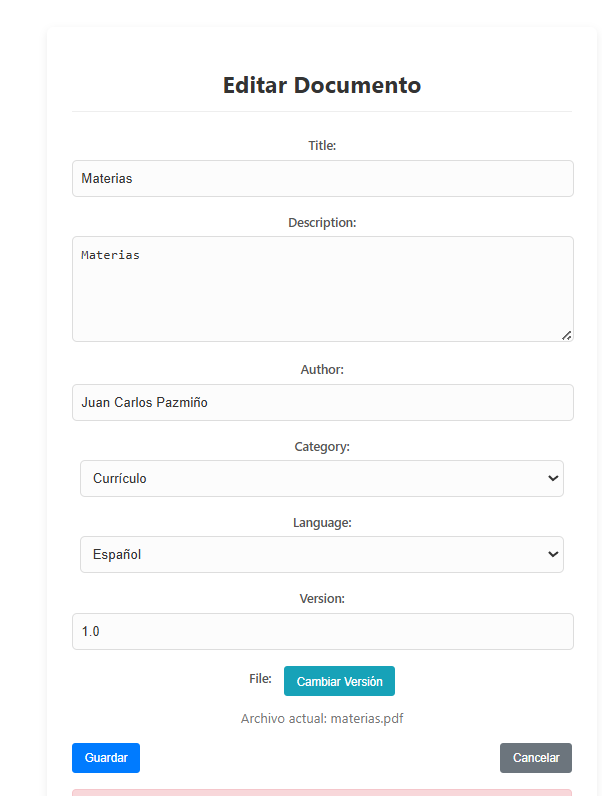 Editar Documento
Title:
Materias
Description:
Materias
Author:
Juan Carlos Pazmiño
Category:
Currículo
Language:
Español
Version:
1.0
File: Cambiar Versión
Archivo actual: materias.pdf
Guardar Cancelar